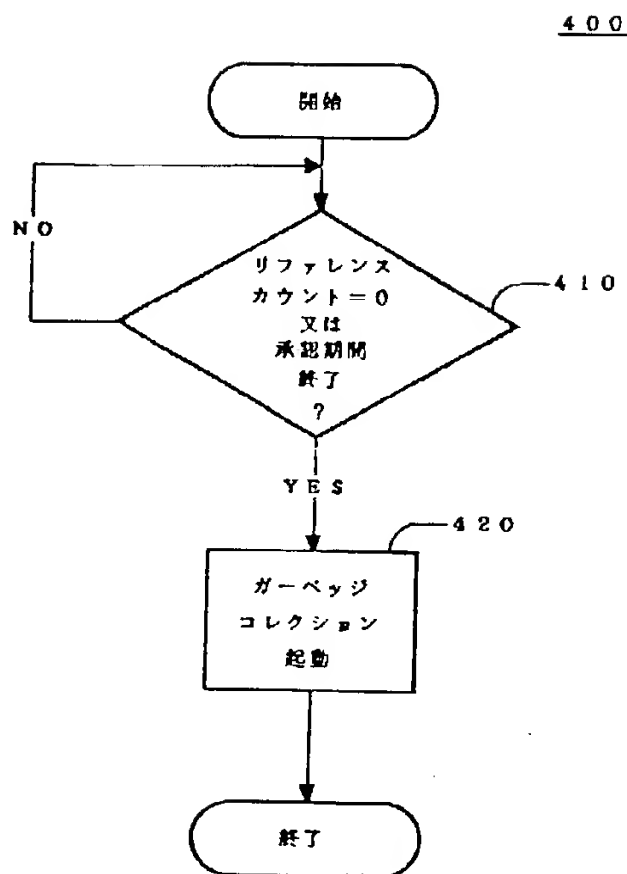 ４００
開始
ＮＯ
リファレンス
カウント＝０
又は
承認期間
終了
？
４１０
ＹＥＳ
４２０
ガーベッジ
コレクション
起動
終了